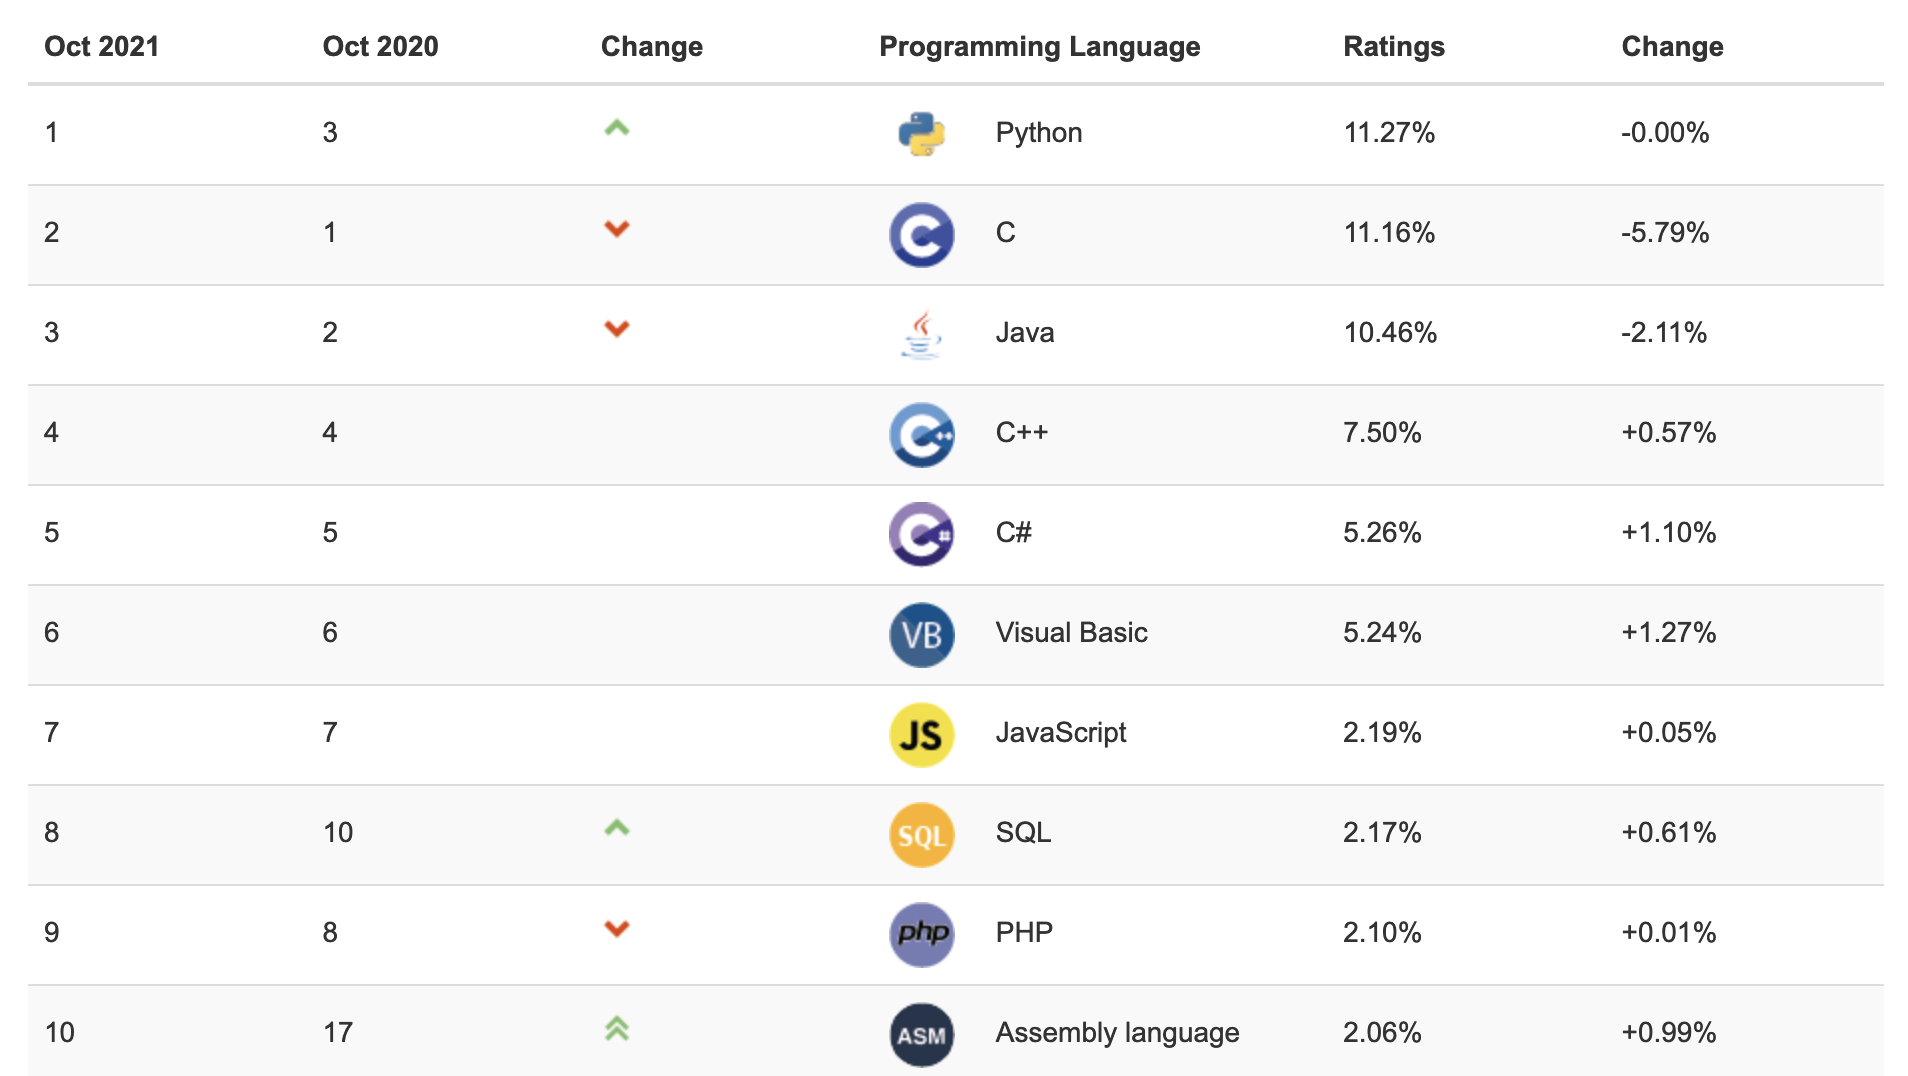 Oct 2021 Oct 2020 Change Programming Language Ratings Change
1 3 Python 11.27% -0.00%
2 1 C 11.16% -5.79%
3 2 Java 10.46% -2.11%
4 4 C++ 7.50% +0.57%
5 5 C# 5.26% +1.10%
6 6 VB Visual Basic 5.24% +1.27%
7 7 JS JavaScript 2.19% +0.05%
8 10 SQL SQL 2.17% +0.61%
9 8 php PHP 2.10% +0.01%
10 17 ASM Assembly language 2.06% +0.99%